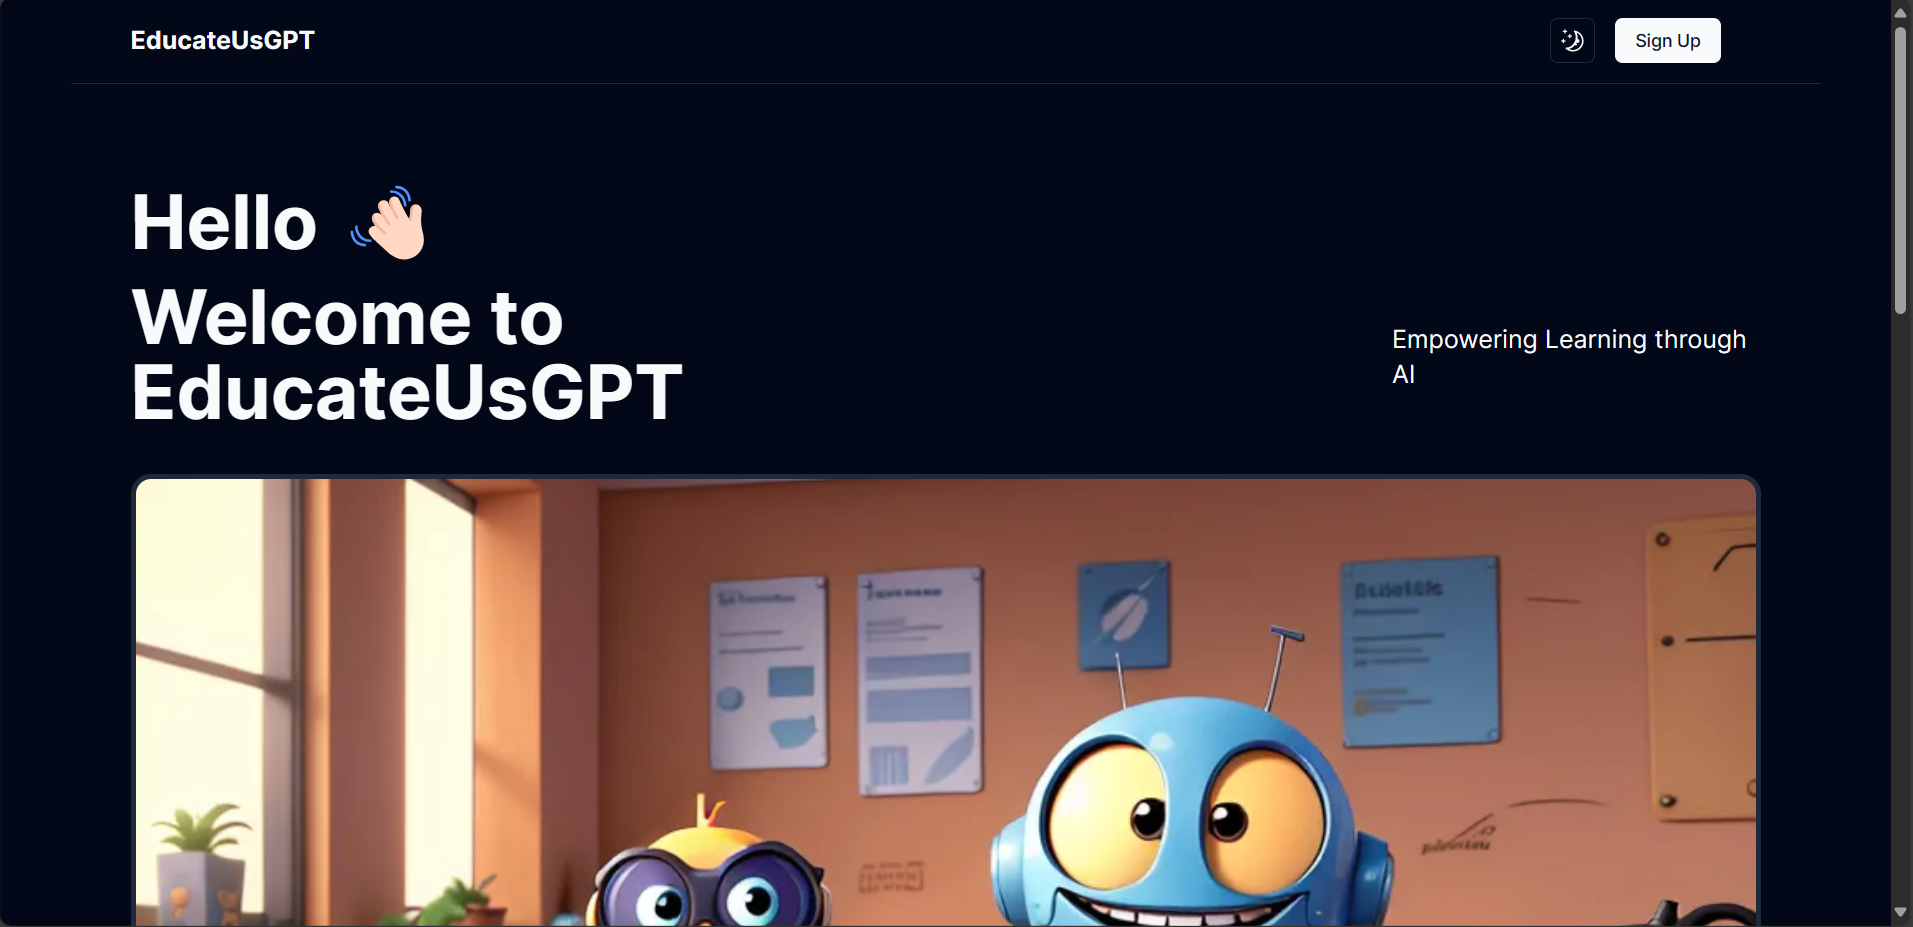 EducateUsGPT
Sign Up
Hello
Welcome to
EducateUsGPT
Empowering Learning through
AI